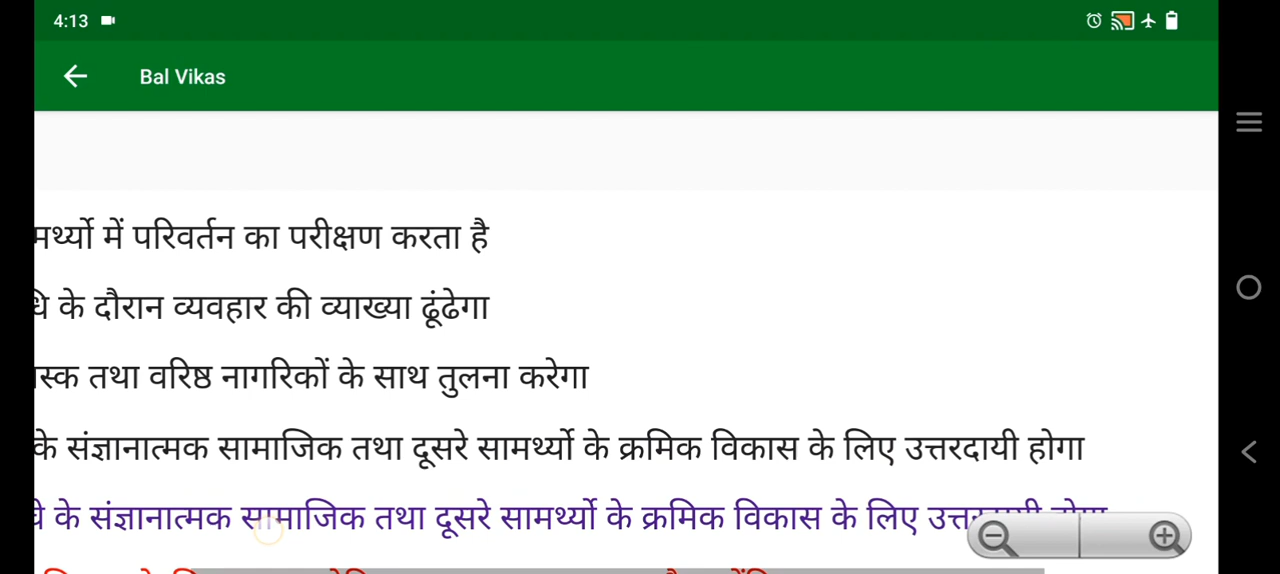 4:13
Bal Vikas
में परिवर्तन का परीक्षण करता है
के दौरान व्यवहार की व्याख्या ढूंढेगा
तथा वरिष्ठ नागरिकों के साथ तुलना करेगा
के संज्ञानात्मक सामाजिक तथा दूसरे सामर्थ्यो के क्रमिक विकास के लिए उत्तरदायी होगा
के संज्ञानात्मक सामाजिक तथा दूसरे सामर्थ्यो के क्रमिक विकास के लिए